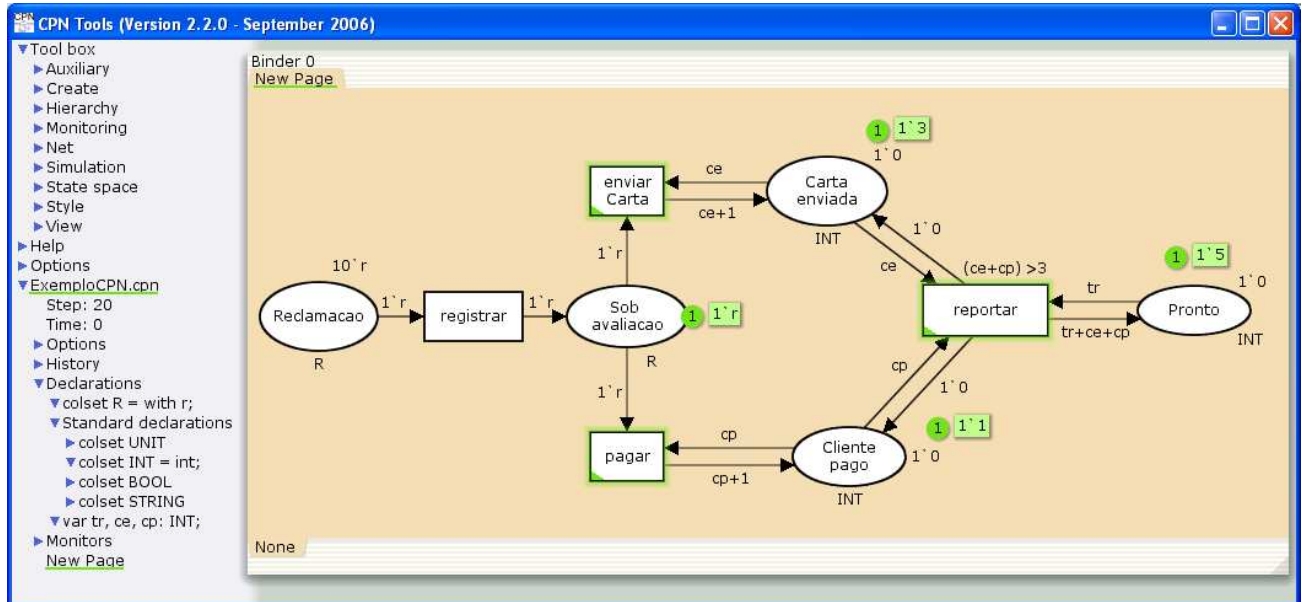 CPN Tools (Version 2.2.0 - September 2006)
Tool box
Auxiliary
Create
Hierarchy
Monitoring
Net
Simulation
State space
Style
View
Help
Options
ExemploCPN.cpn
Step: 20
Time: 0
Options
History
Declarations
colset R = with r;
Standard declarations
colset UNIT
colset INT = int;
colset BOOL
colset STRING
var tr, ce, cp: INT;
Monitors
New Page
Binder 0
New Page
1 1`3
1`0
enviar
Carta
ce
ce+1
Carta
enviada
INT
1`0
ce
(ce+cp) >3
1`r
10`r
Reclamacao
R
1`r
registrar
1`r
Sob
avaliacao
R
1 1`r
reportar
tr
tr+ce+cp
1 1`5
1`0
Pronto
INT
1`r
cp
1`0
pagar
cp
cp+1
Cliente
pago
INT
1 1`1
1`0
None